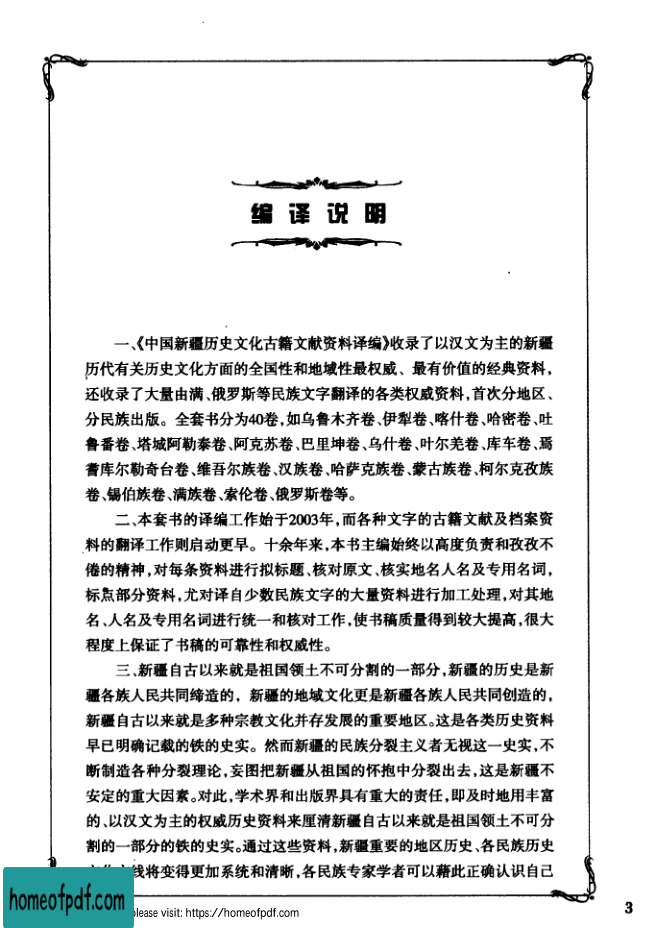 编译说明
一、《中国新疆历史文化古籍文献资料译编》收录了以汉文为主的新疆
历代有关历史文化方面的全国性和地域性最权威、最有价值的经典资料，
还收录了大量由满、俄罗斯等民族文字翻译的各类权威资料，首次分地区、
分民族出版。全套书分为40卷，如乌鲁木齐卷、伊犁卷、喀什卷、哈密卷、吐
鲁番卷、塔城阿勒泰卷、阿克苏卷、巴里坤卷、乌什卷、叶尔羌卷、库车卷、焉
耆库尔勒奇台卷、维吾尔族卷、汉族卷、哈萨克族卷、蒙古族卷、柯尔克孜族
卷、锡伯族卷、满族卷、索伦卷、俄罗斯卷等。
二、本套书的译编工作始于2003年，而各种文字的古籍文献及档案资
料的翻译工作则启动更早。十余年来，本书主编始终以高度负责和孜孜不
倦的精神，对每条资料进行拟标题、核对原文、核实地名人名及专用名词，
标点部分资料，尤对译自少数民族文字的大量资料进行加工处理，对其地
名、人名及专用名词进行统一和核对工作，使书稿质量得到较大提高，很大
程度上保证了书稿的可靠性和权威性。
三、新疆自古以来就是祖国领土不可分割的一部分，新疆的历史是新
疆各族人民共同缔造的，新疆的地域文化更是新疆各族人民共同创造的，
新疆自古以来就是多种宗教文化并存发展的重要地区。这是各类历史资料
早已明确记载的铁的史实。然而新疆的民族分裂主义者无视这一史实，不
断制造各种分裂理论，妄图把新疆从祖国的怀抱中分裂出去，这是新疆不
安定的重大因素。对此，学术界和出版界具有重大的责任，即及时地用丰富
的、以汉文为主的权威历史资料来厘清新疆自古以来就是祖国领土不可分
割的一部分的铁的史实。通过这些资料，新疆重要的地区历史、各民族历史
线将变得更加系统和清晰，各民族专家学者可以藉此正确认识自己
homeofpdf.com
please visit: https://homeofpdf.com
3